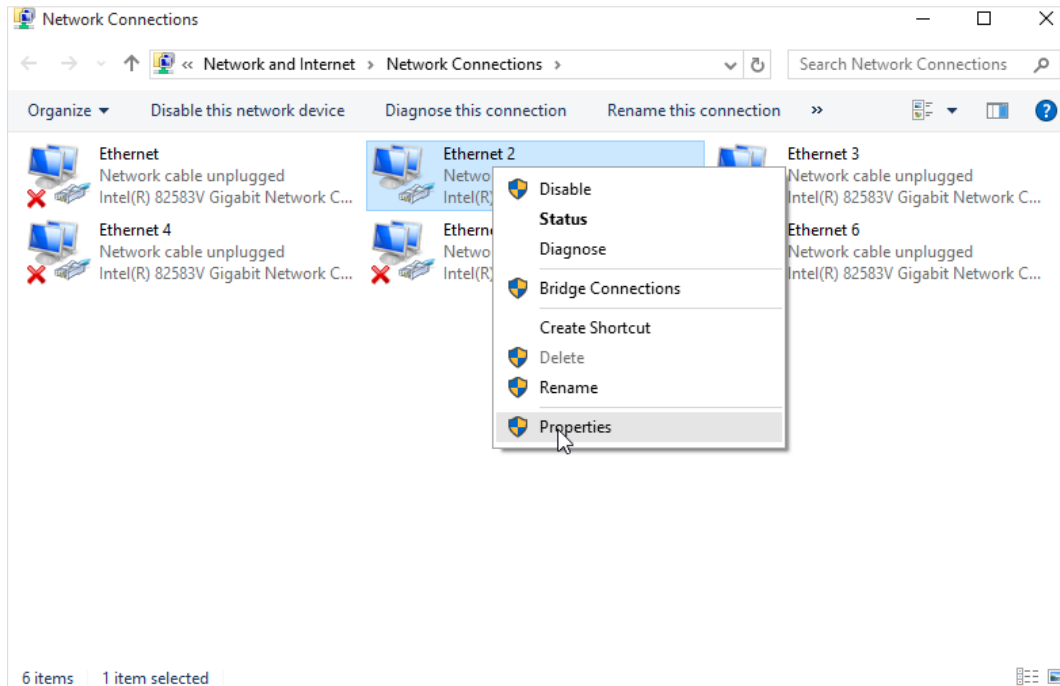 Network Connections
« Network and Internet › Network Connections ›
Search Network Connections
Organize
Disable this network device
Diagnose this connection
Rename this connection
»
Ethernet
Network cable unplugged
Intel(R) 82583V Gigabit Network C...
Ethernet 2
Netwo
Intel(R)
Ethernet 3
Network cable unplugged
Intel(R) 82583V Gigabit Network C...
Ethernet 4
Network cable unplugged
Intel(R) 82583V Gigabit Network C...
Ethern
Netwo
Intel(R)
Ethernet 6
Network cable unplugged
Intel(R) 82583V Gigabit Network C...
Disable
Status
Diagnose
Bridge Connections
Create Shortcut
Delete
Rename
Properties
6 items
1 item selected